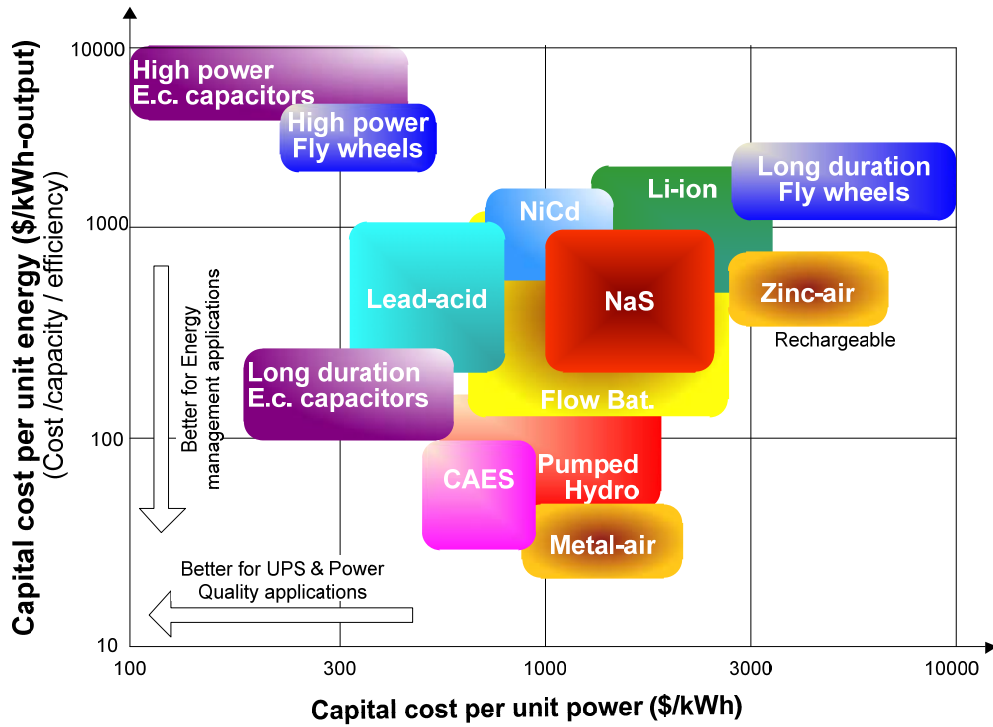 Capital cost per unit energy ($/kWh-output)
(Cost /capacity / efficiency)
10000
1000
100
10
High power
E.c. capacitors
High power
Fly wheels
Long duration
Fly wheels
Li-ion
NiCd
Lead-acid
NaS
Zinc-air
Rechargeable
Long duration
E.c. capacitors
Flow Bat.
CAES
Pumped
Hydro
Metal-air
Better for Energy
management applications
Better for UPS & Power
Quality applications
100
300
1000
3000
10000
Capital cost per unit power ($/kWh)